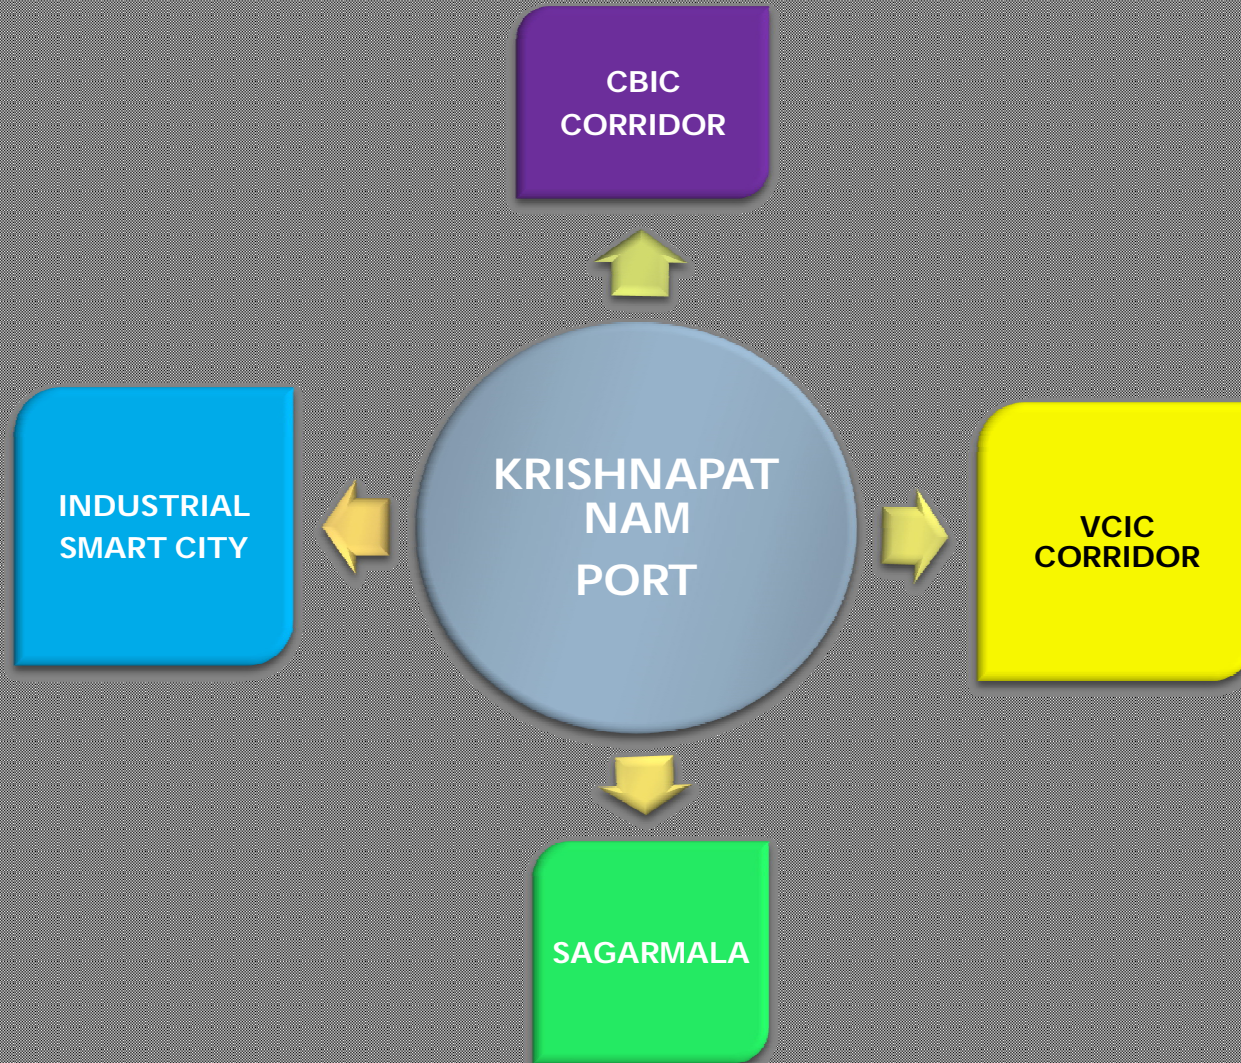 CBIC
CORRIDOR
INDUSTRIAL
SMART CITY
KRISHNAPAT
NAM
PORT
VCIC
CORRIDOR
SAGARMALA